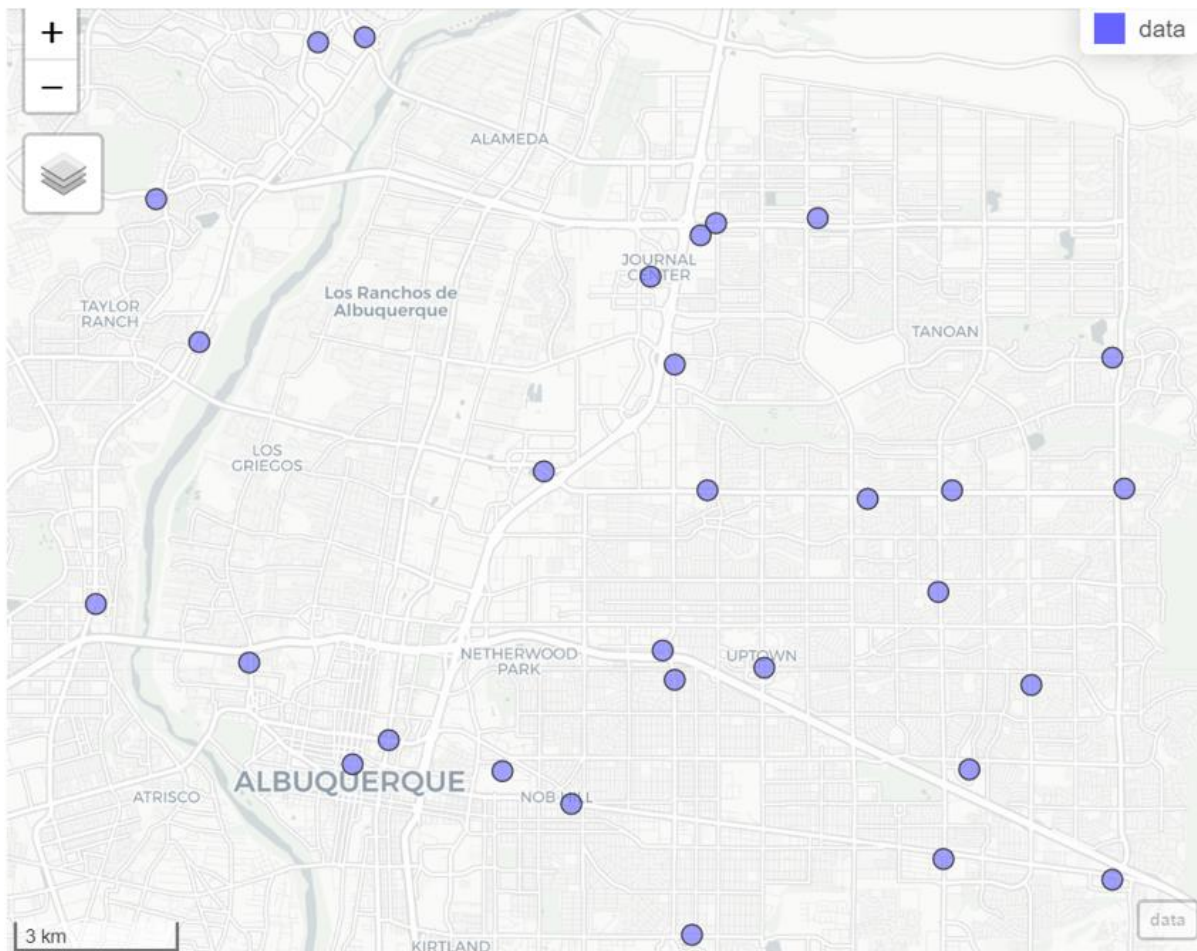 +
−
data
ALAMEDA
JOURNAL
CENTER
TAYLOR
RANCH
Los Ranchos de
Albuquerque
TANOAN
LOS
GRIEGOS
NETHERWOOD
PARK
UPTOWN
ALBUQUERQUE
ATRISCO
NOB HILL
3 km
KIRTLAND
data